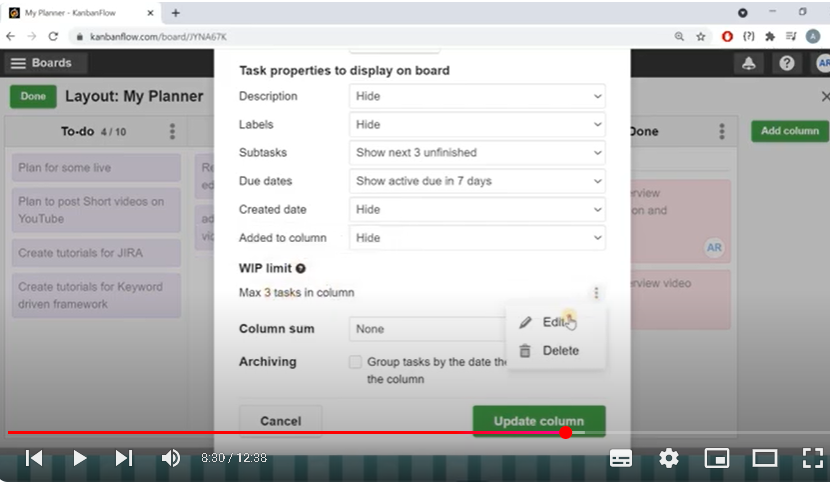 My Planner - KanbanFlow
kanbanflow.com/board/JYNA67K
{?}
A
Boards
AR
Done
Layout: My Planner
To-do 4 / 10
Plan for some live
Plan to post Short videos on
YouTube
Create tutorials for JIRA
Create tutorials for Keyword
driven framework
Task properties to display on board
Description
Hide
Labels
Hide
Subtasks
Show next 3 unfinished
Due dates
Show active due in 7 days
Created date
Hide
Added to column
Hide
WIP limit
Max 3 tasks in column
Edit
Delete
Column sum
None
Archiving
Group tasks by the date the
the column
Cancel
Update column
Done
Add column
rview
on and
AR
rview video
8:30 / 12:38